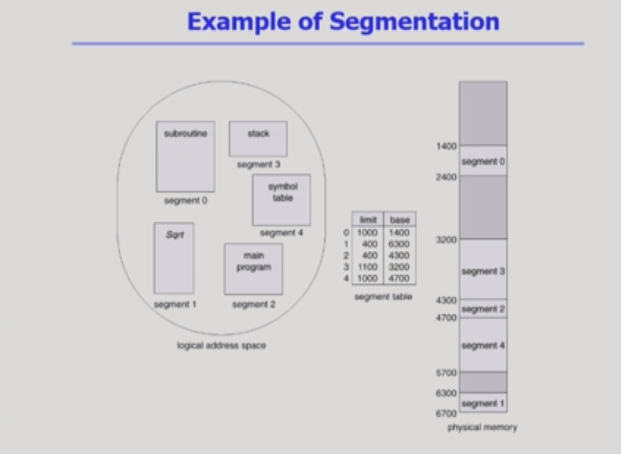 Example of Segmentation
subroutine
segment 0
stack
segment 3
symbol
table
segment 4
Sqrt
segment 1
main
program
segment 2
logical address space
limit base
0 1000 1400
1 400 6300
2 400 4300
3 1100 3200
4 1000 4700
segment table
1400
segment 0
2400
3200
segment 3
4300
segment 2
4700
segment 4
5700
6300
segment 1
6700
physical memory